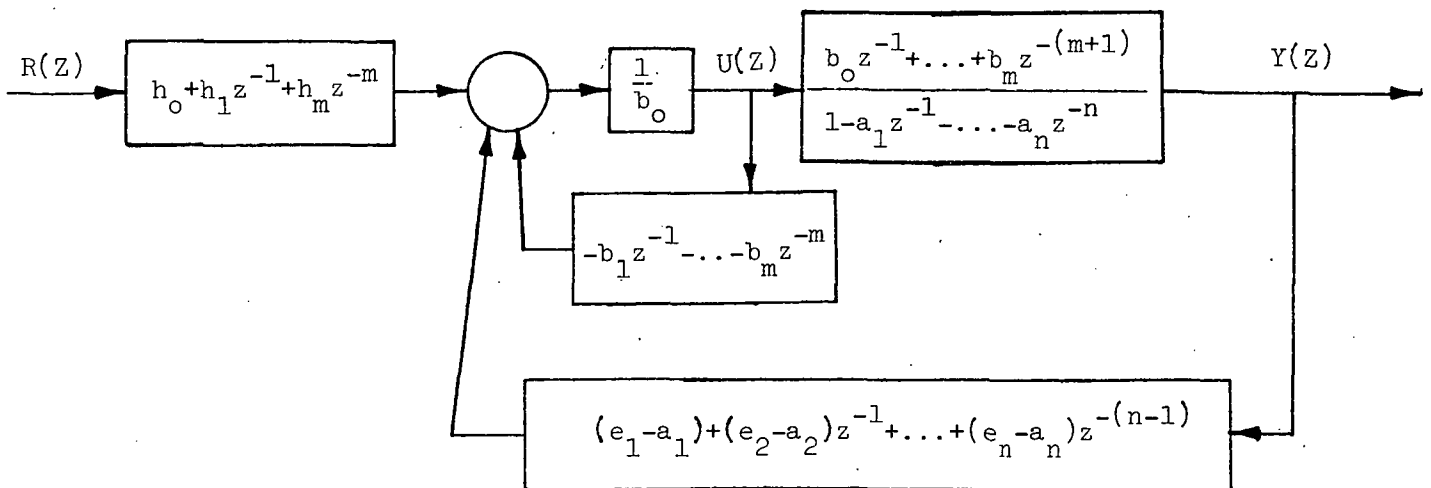 R(Z)
h_o+h_1z^{-1}+h_mz^{-m}
1
b_o
U(Z)
b_oz^{-1}+...+b_mz^{-(m+1)}
1-a_1z^{-1}-...-a_nz^{-n}
Y(Z)
-b_1z^{-1}-...-b_mz^{-m}
(e_1-a_1)+(e_2-a_2)z^{-1}+...+(e_n-a_n)z^{-(n-1)}